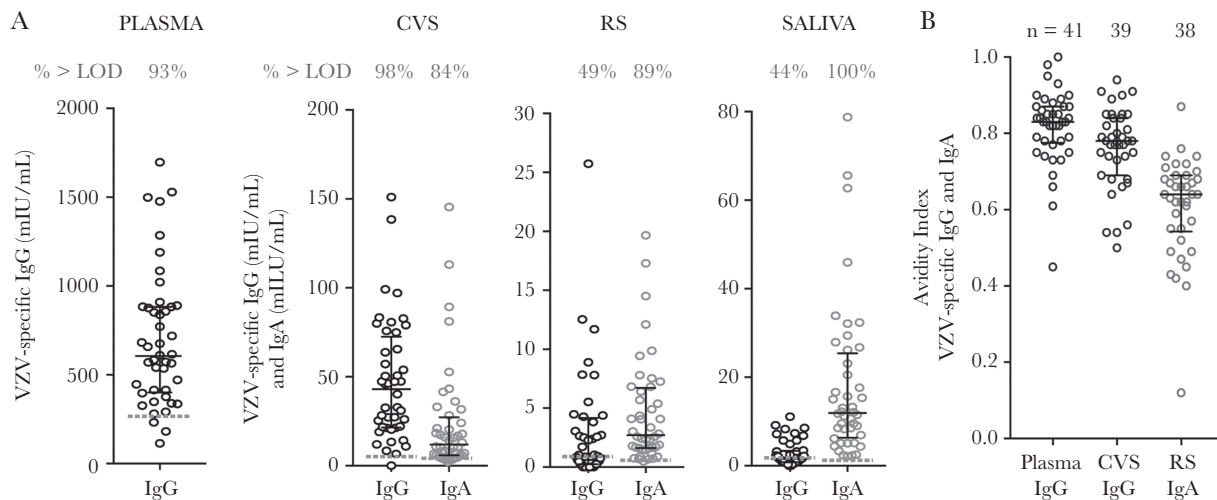 A
PLASMA
CVS
RS
SALIVA
% > LOD
93%
% > LOD
98%
84%
49%
89%
44%
100%
VZV-specific IgG (mIU/mL)
2000
1500
1000
500
0
IgG
VZV-specific IgG (mIU/mL)
and IgA (mILU/mL)
200
150
100
50
0
IgG
IgA
30
25
20
15
10
5
0
IgG
IgA
80
60
40
20
0
IgG
IgA
B
n = 41
39
38
Avidity Index
VZV-specific IgG and IgA
1.0
0.8
0.6
0.4
0.2
0.0
Plasma CVS RS
IgG IgG IgA